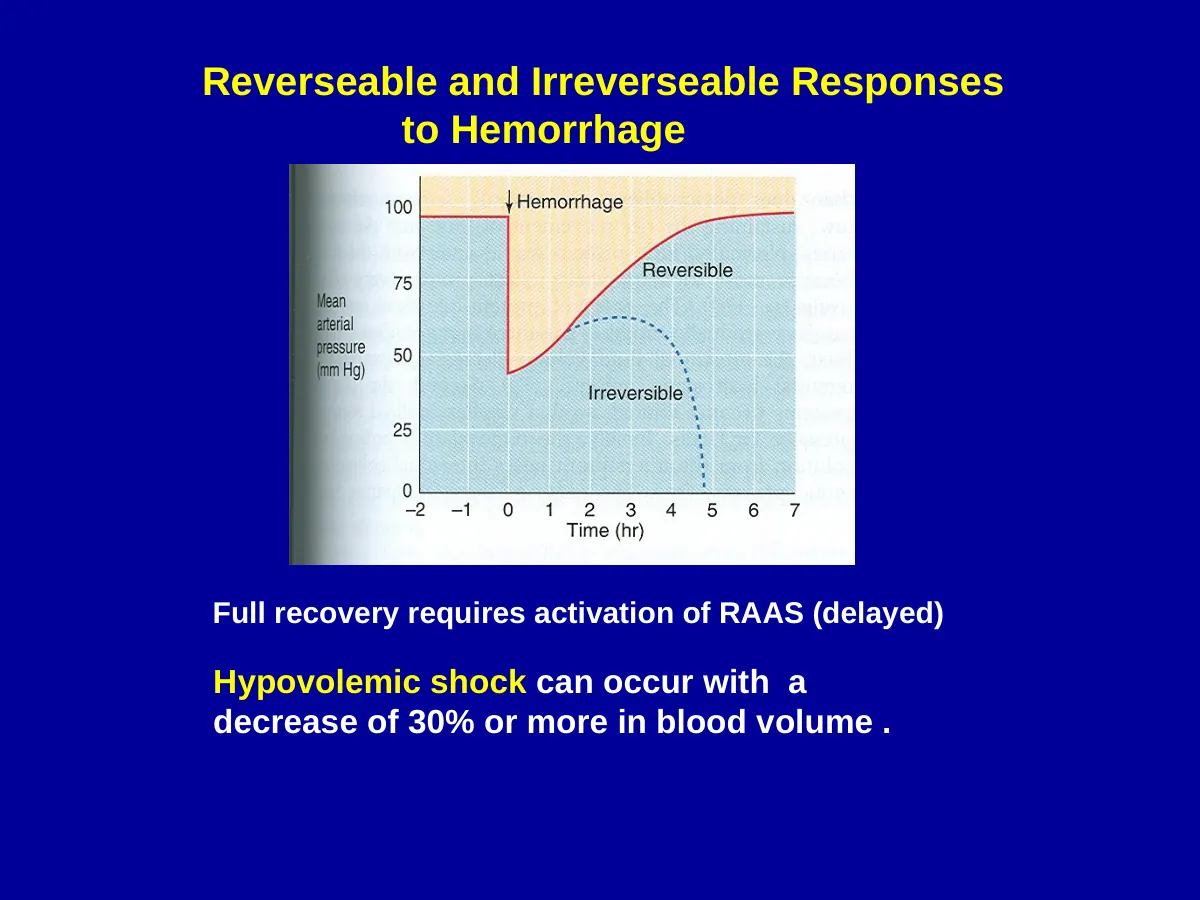 Reverseable and Irreverseable Responses
to Hemorrhage
Hemorrhage
100
Reversible
75
Mean
arterial
pressure
(mm Hg)
50
Irreversible
25
0
–2 –1 0 1 2 3 4 5 6 7
Time (hr)
Full recovery requires activation of RAAS (delayed)
Hypovolemic shock can occur with a
decrease of 30% or more in blood volume .